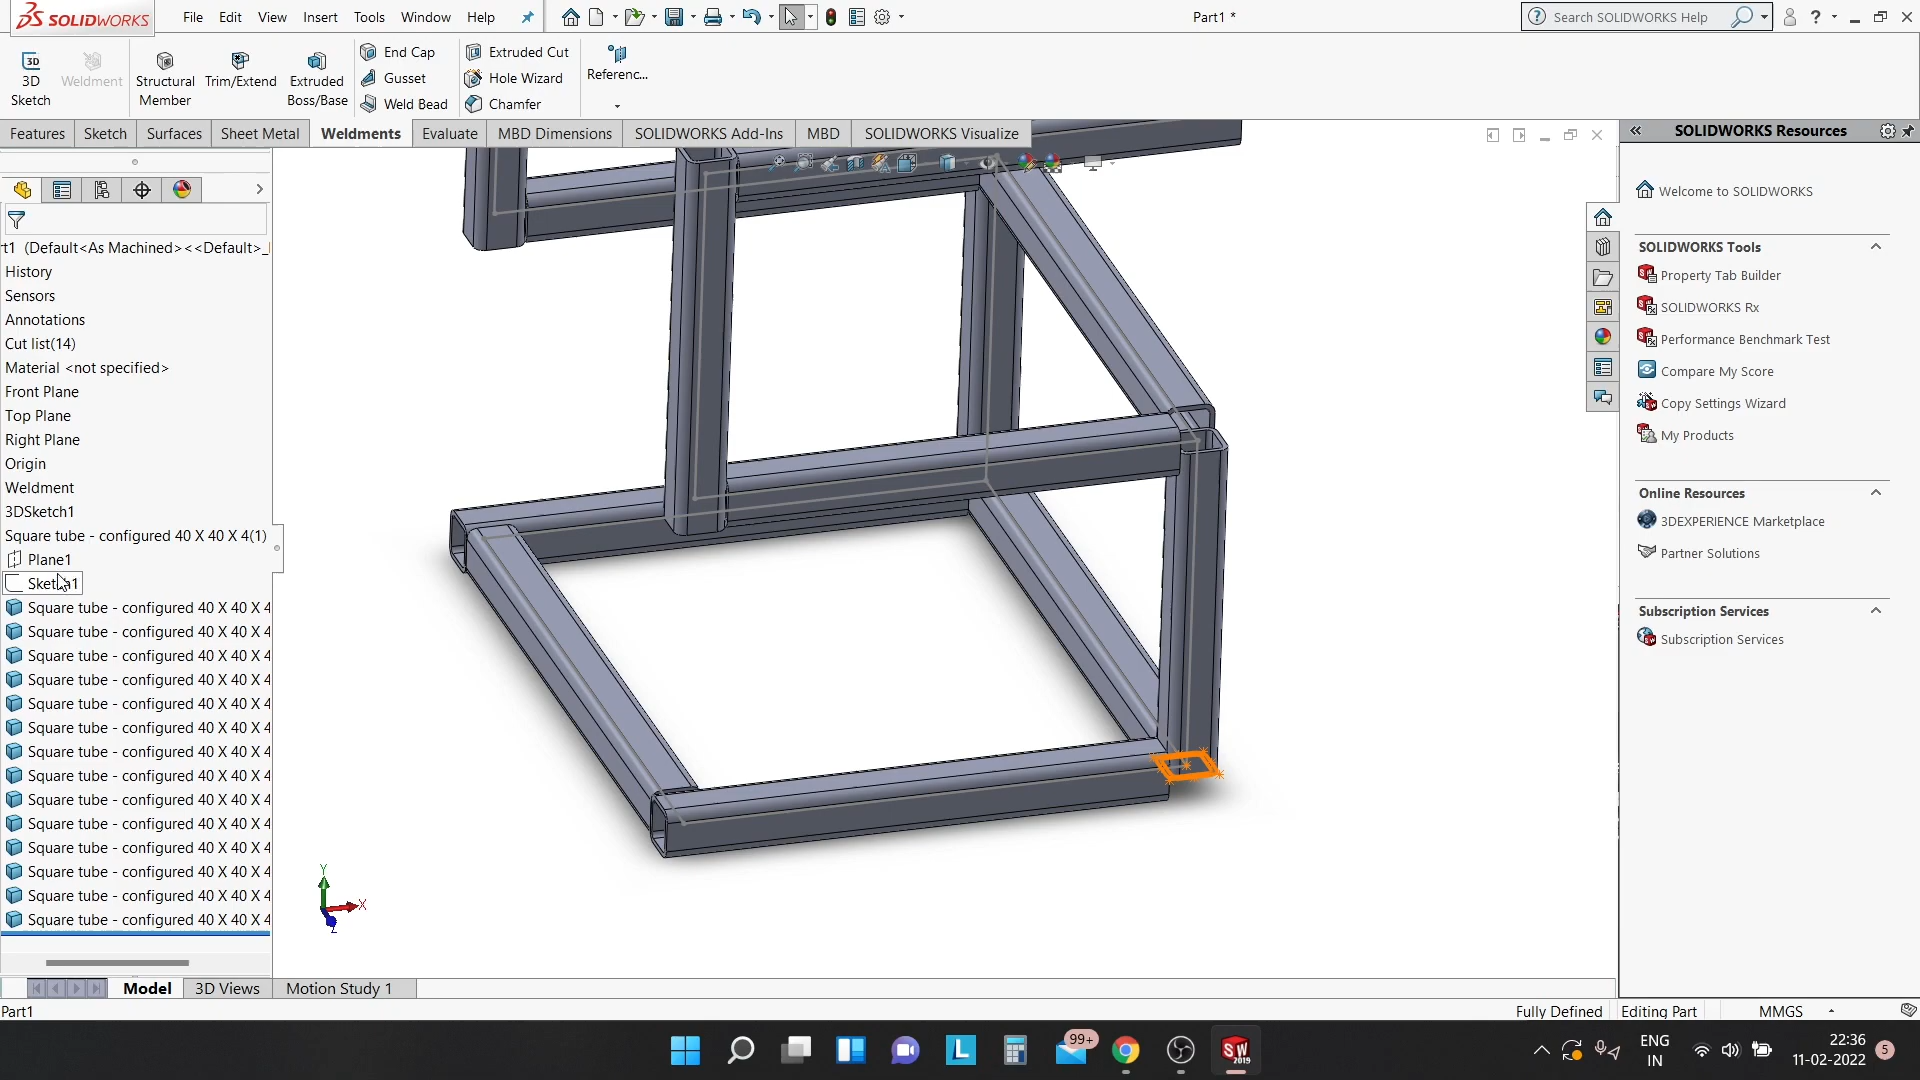 SOLIDWORKS
File Edit View Insert Tools Window Help
Part1 *
Search SOLIDWORKS Help
3D Sketch
Weldment
Structural Member
Trim/Extend
Extruded Boss/Base
End Cap
Gusset
Weld Bead
Extruded Cut
Hole Wizard
Chamfer
Referenc...
Features Sketch Surfaces Sheet Metal Weldments Evaluate MBD Dimensions SOLIDWORKS Add-Ins MBD SOLIDWORKS Visualize
t1 (Default<As Machined><<Default>_
History
Sensors
Annotations
Cut list(14)
Material <not specified>
Front Plane
Top Plane
Right Plane
Origin
Weldment
3DSketch1
Square tube - configured 40 X 40 X 4(1)
Plane1
Sketch1
Square tube - configured 40 X 40 X 4
Square tube - configured 40 X 40 X 4
Square tube - configured 40 X 40 X 4
Square tube - configured 40 X 40 X 4
Square tube - configured 40 X 40 X 4
Square tube - configured 40 X 40 X 4
Square tube - configured 40 X 40 X 4
Square tube - configured 40 X 40 X 4
Square tube - configured 40 X 40 X 4
Square tube - configured 40 X 40 X 4
Square tube - configured 40 X 40 X 4
Square tube - configured 40 X 40 X 4
Square tube - configured 40 X 40 X 4
Square tube - configured 40 X 40 X 4
Y
X
Z
SOLIDWORKS Resources
Welcome to SOLIDWORKS
SOLIDWORKS Tools
Property Tab Builder
SOLIDWORKS Rx
Performance Benchmark Test
Compare My Score
Copy Settings Wizard
My Products
Online Resources
3DEXPERIENCE Marketplace
Partner Solutions
Subscription Services
Subscription Services
Model 3D Views Motion Study 1
Part1
Fully Defined Editing Part MMGS
99+
L
SW 2019
ENG
IN
22:36
11-02-2022
5